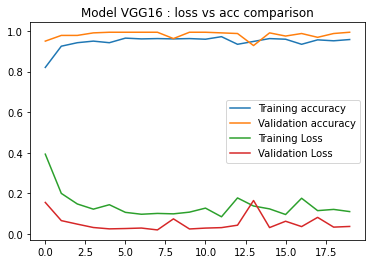 Model VGG16 : loss vs acc comparison
1.0
0.8
0.6
0.4
0.2
0.0
Training accuracy
Validation accuracy
Training Loss
Validation Loss
0.0 2.5 5.0 7.5 10.0 12.5 15.0 17.5